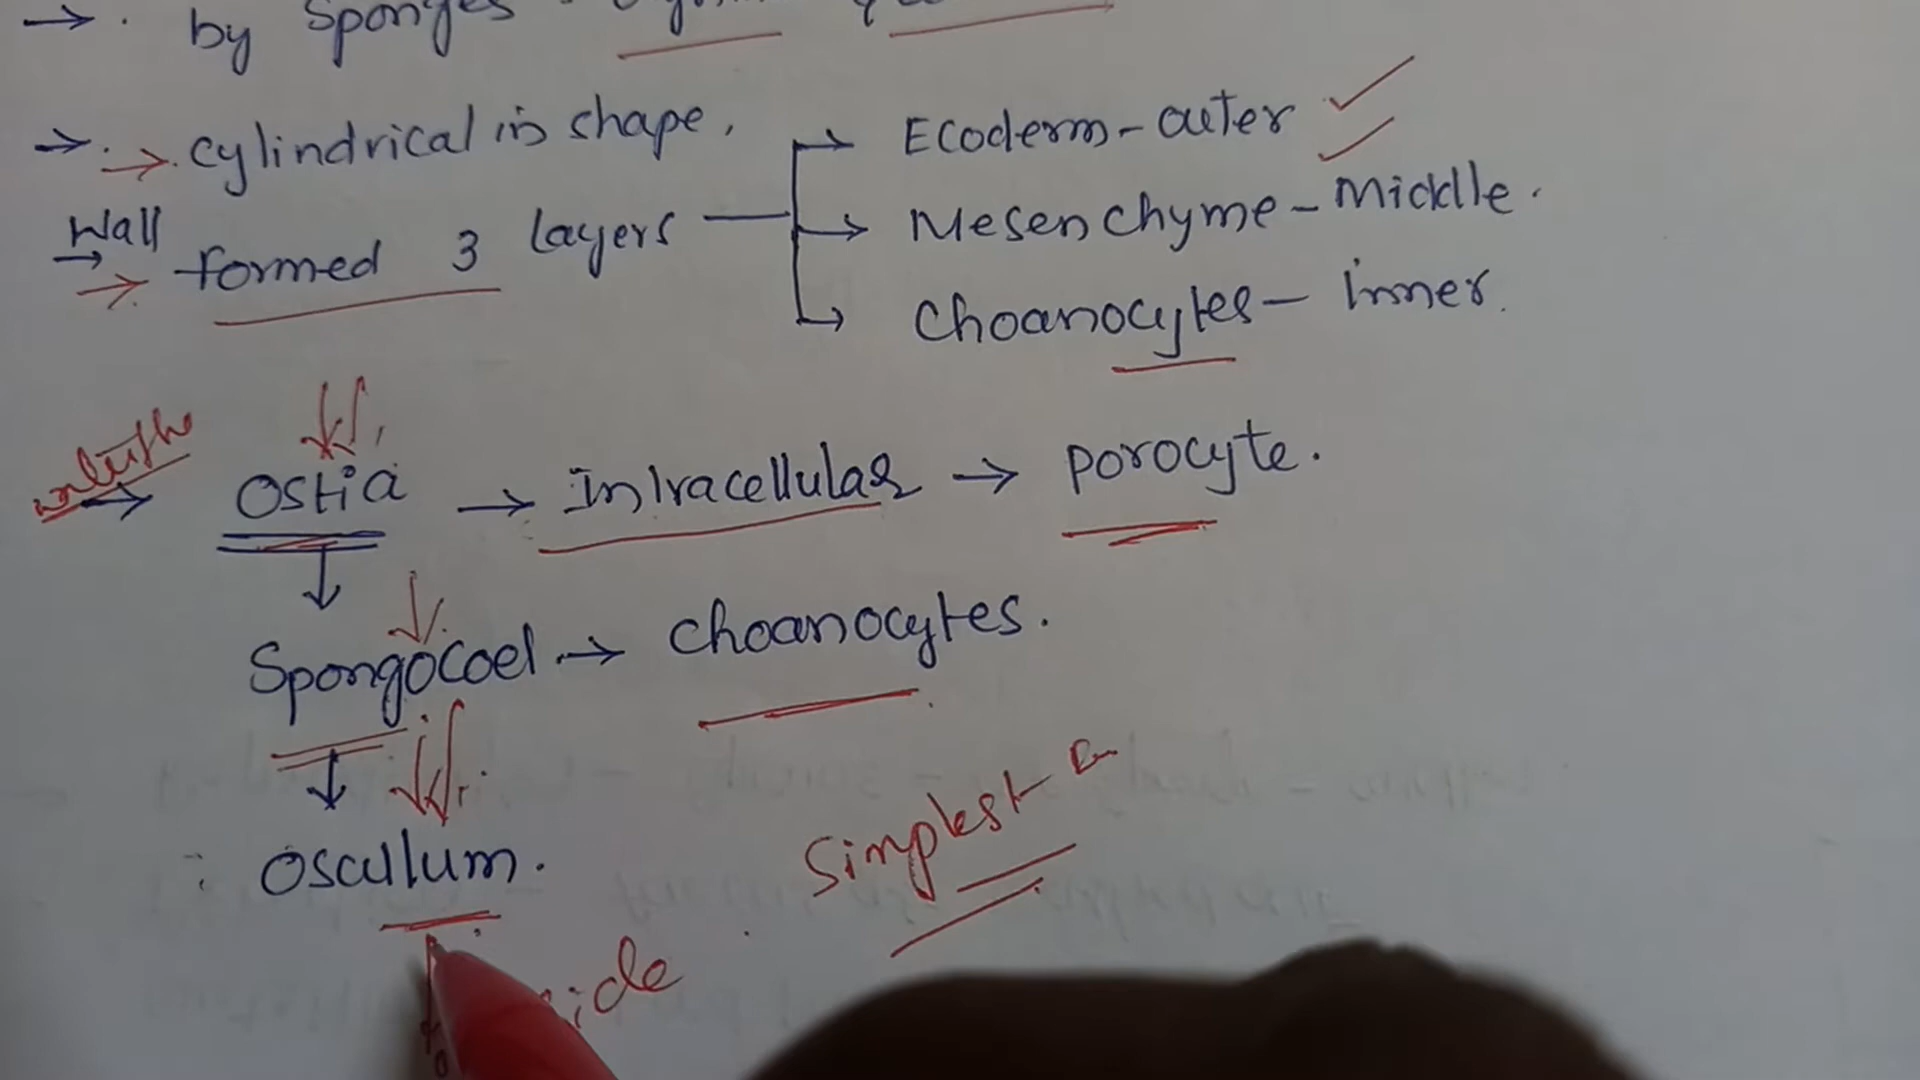 by Sponges
cylindrical in shape.
Ecoderm - outer
Wall
formed 3 layers
Mesenchyme - Middle.
Choanocytes - inner.
Ostia → Intracellular → porocyte.
Spongocoel → choanocytes.
Osculum.
Simplest